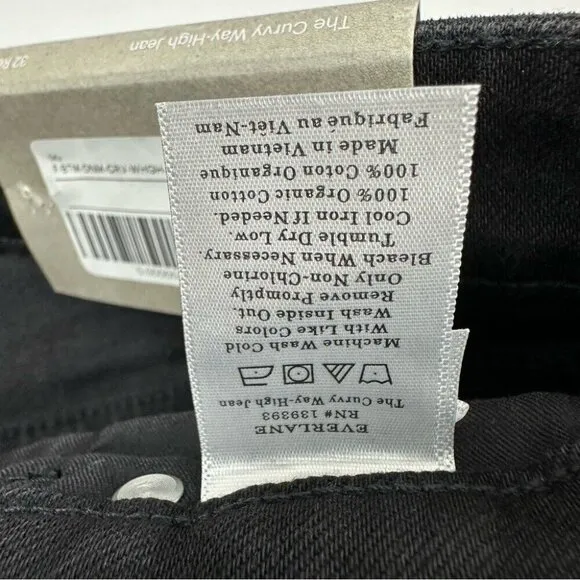 EVERLANE
RN# 139393
The Curvy Way-High Jean
Machine Wash Cold
With Like Colors
Wash Inside Out.
Remove Promptly
Only Non-Chlorine
Bleach When Necessary.
Tumble Dry Low.
Cool Iron If Needed.
100% Organic Cotton
100% Coton Organique
Made in Vietnam
Fabriqué au Viêt-Nam
The Curvy Way-High Jean